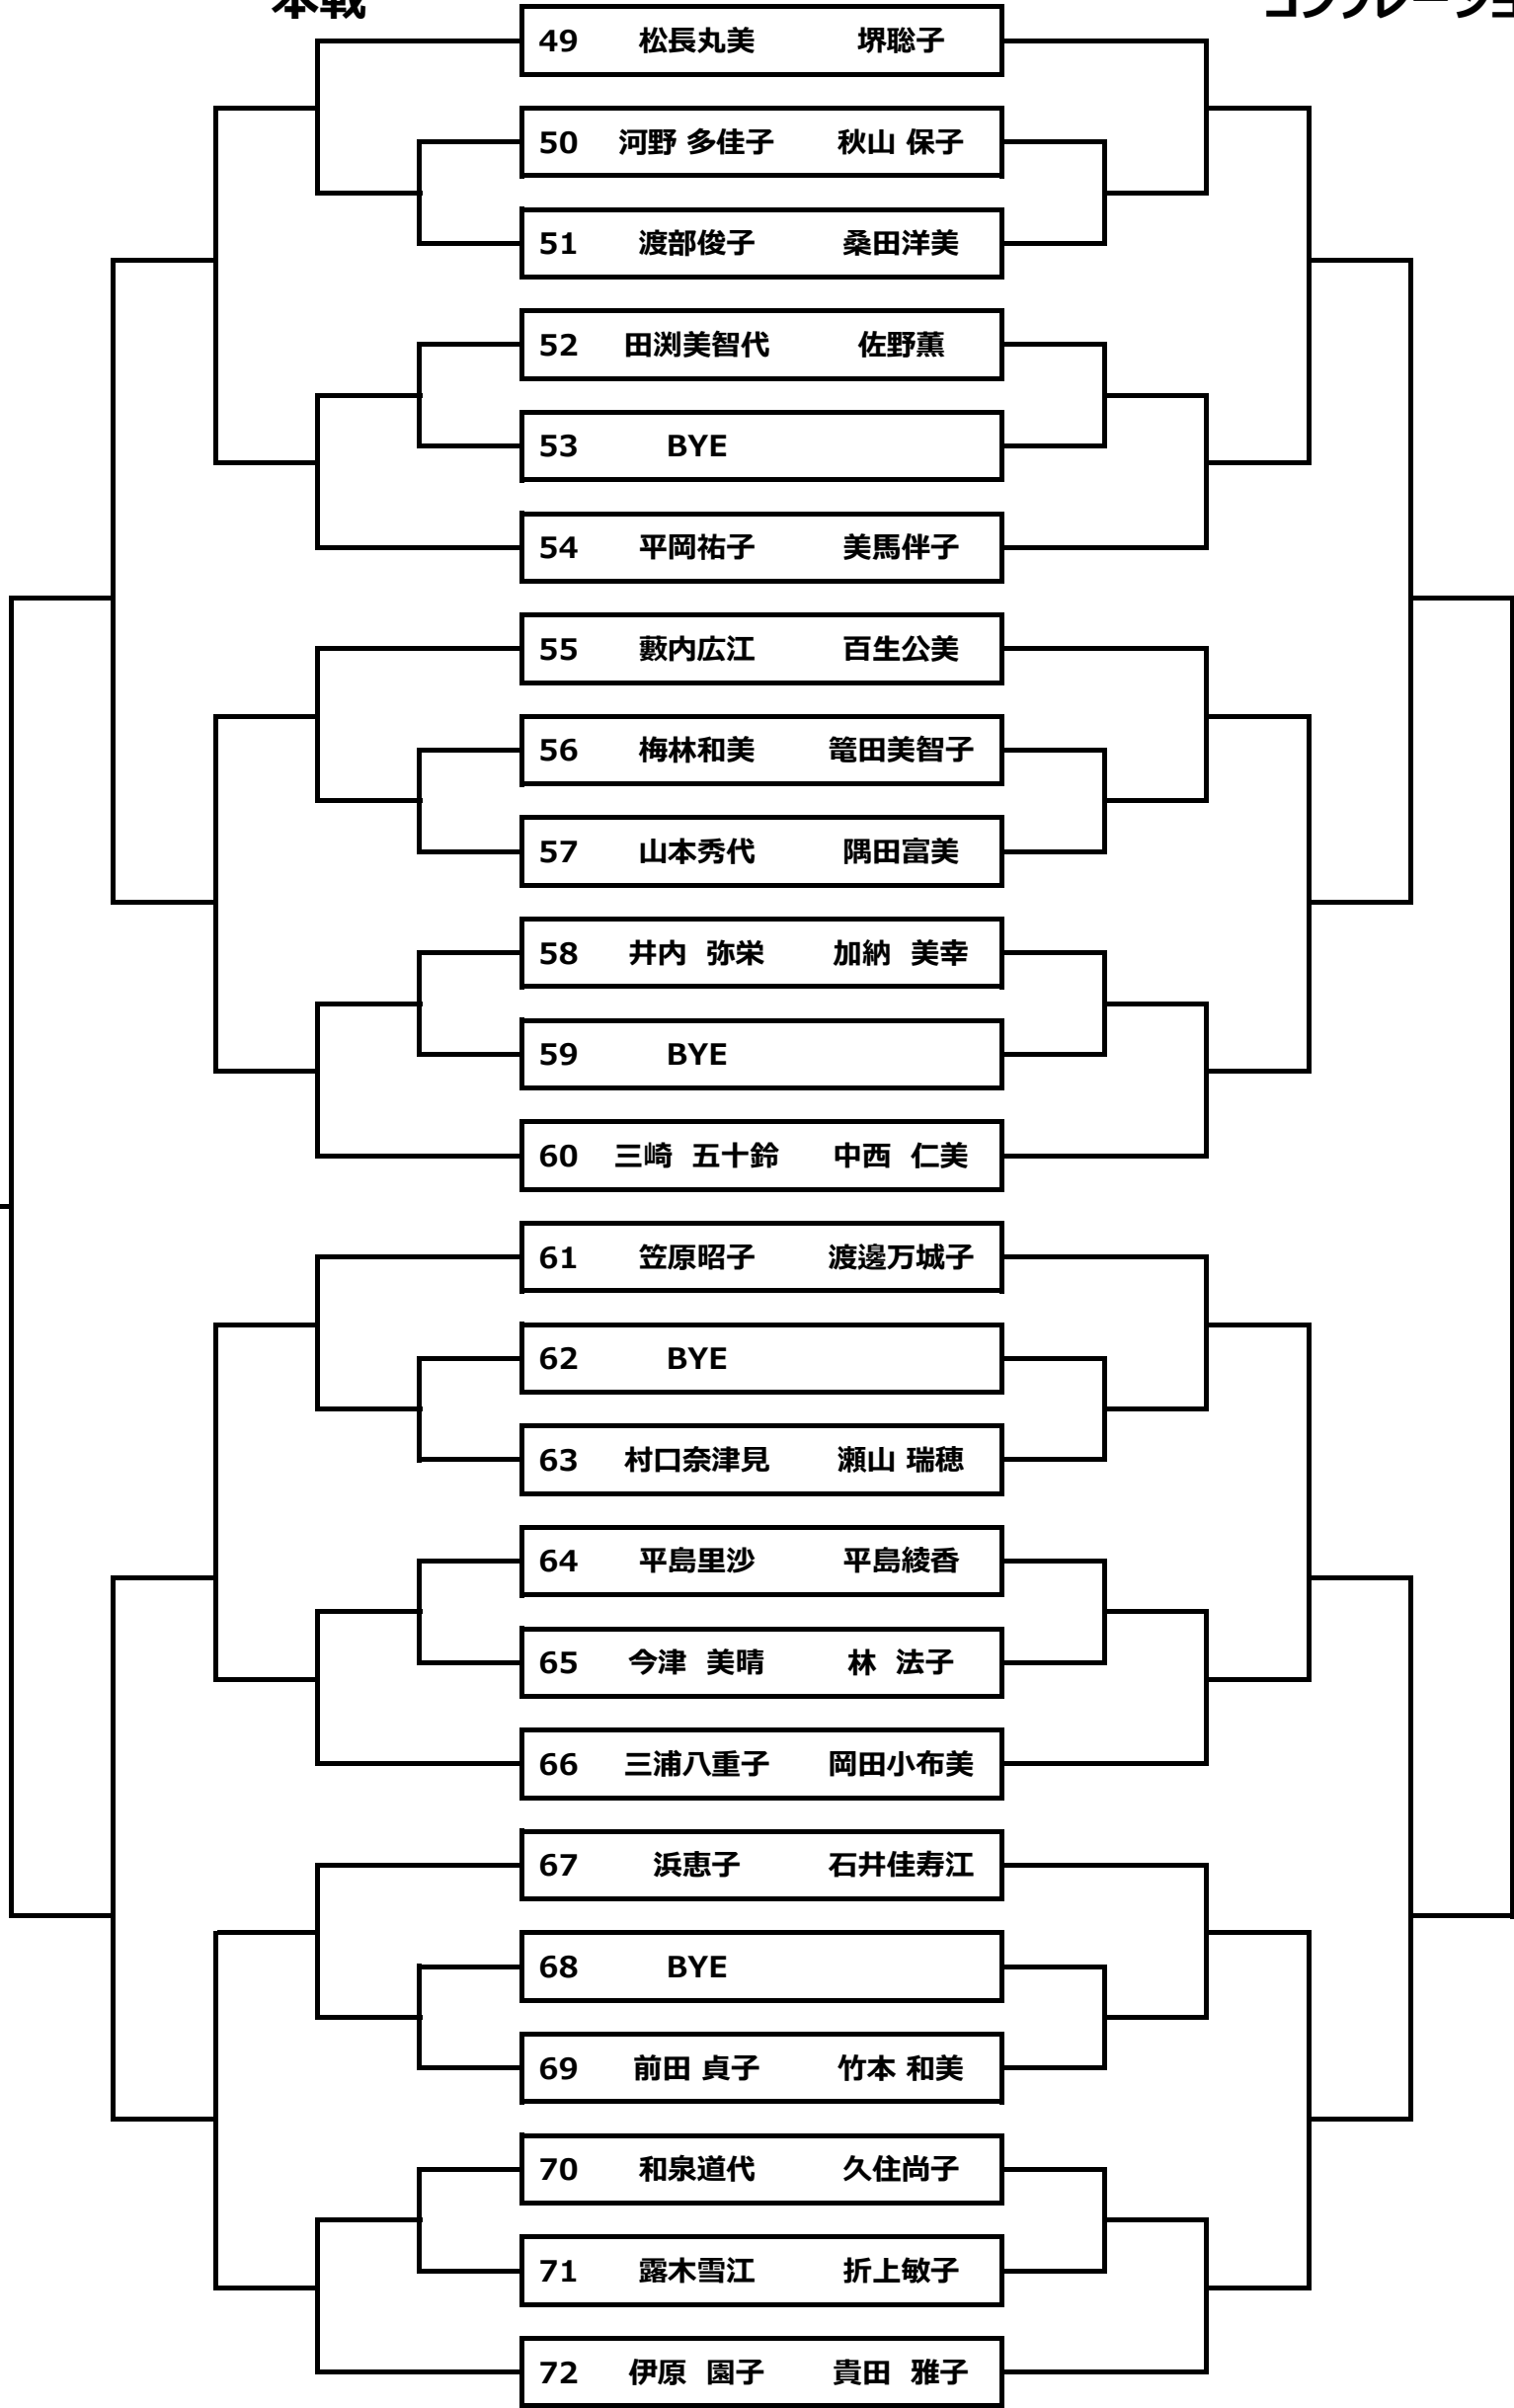 本戦 コンソレーショ
49 松長丸美 堺聡子
50 河野 多佳子 秋山 保子
51 渡部俊子 桑田洋美
52 田渕美智代 佐野薫
53 BYE
54 平岡祐子 美馬伴子
55 藪内広江 百生公美
56 梅林和美 篭田美智子
57 山本秀代 隅田富美
58 井内 弥栄 加納 美幸
59 BYE
60 三崎 五十鈴 中西 仁美
61 笠原昭子 渡邊万城子
62 BYE
63 村口奈津見 瀬山 瑞穂
64 平島里沙 平島綾香
65 今津 美晴 林 法子
66 三浦八重子 岡田小布美
67 浜恵子 石井佳寿江
68 BYE
69 前田 貞子 竹本 和美
70 和泉道代 久住尚子
71 露木雪江 折上敏子
72 伊原 園子 貴田 雅子